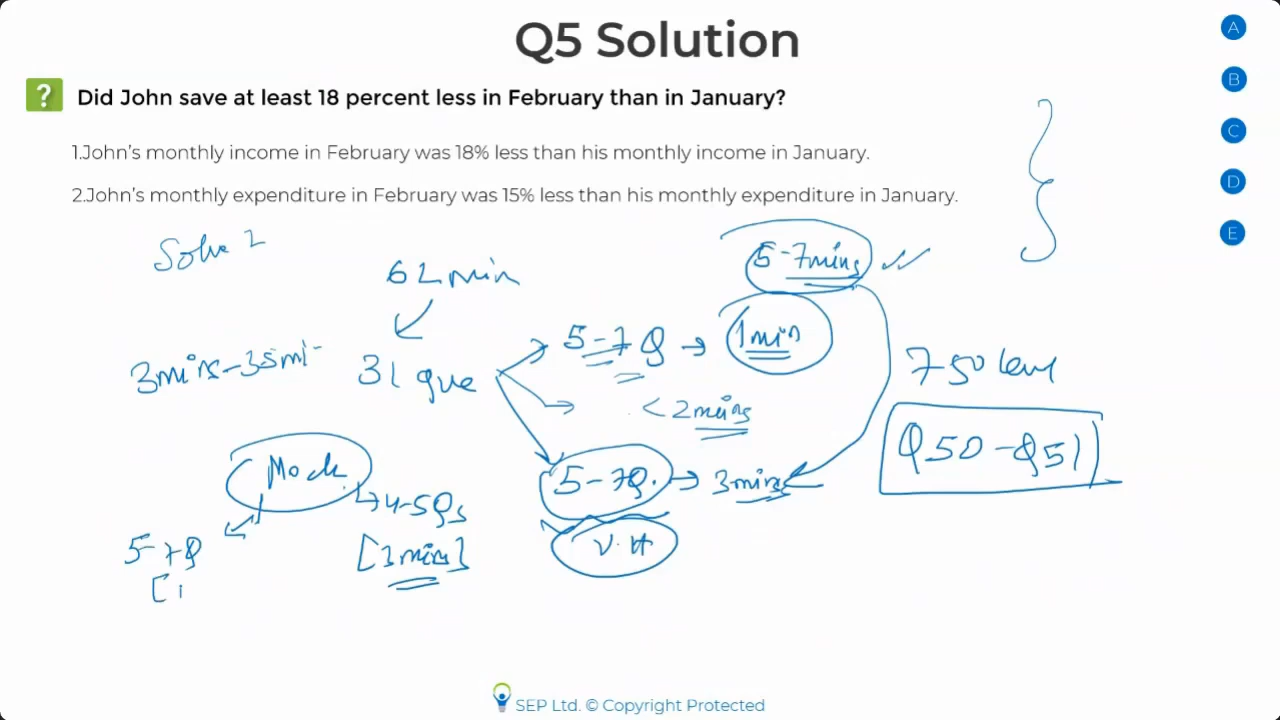 Q5 Solution
? Did John save at least 18 percent less in February than in January?
1.John's monthly income in February was 18% less than his monthly income in January.
2.John's monthly expenditure in February was 15% less than his monthly expenditure in January.
A
B
C
D
E
Solve 2
62 min
5-7mins
5-7Q → 1min
3mins-3.5mi
31 que
< 2mins
750 level
Q50-Q51
Mock
5-7Q. → 3mins
4-5Qs
V.H
5-7Q
SEP Ltd. © Copyright Protected